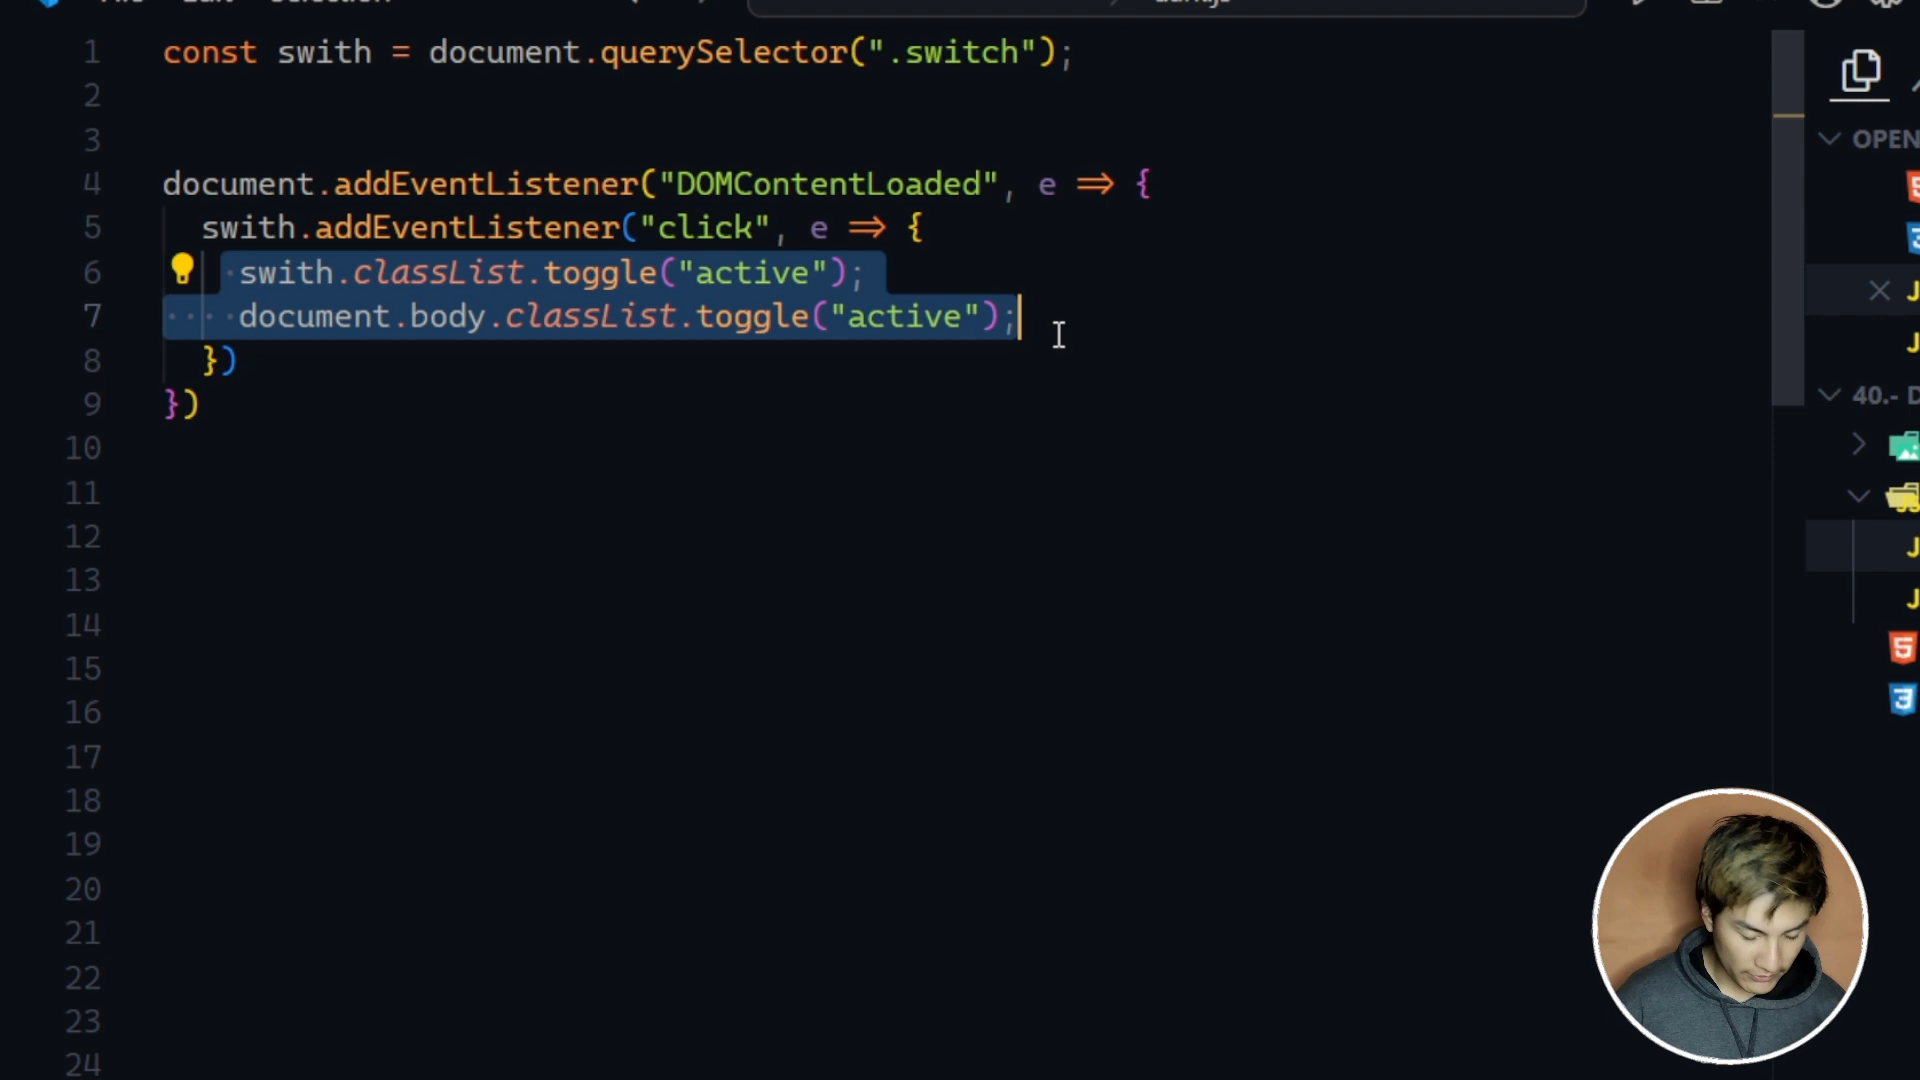 1 const swith = document.querySelector(".switch");
2
3
4 document.addEventListener("DOMContentLoaded", e => {
5 swith.addEventListener("click", e => {
6 swith.classList.toggle("active");
7 document.body.classList.toggle("active");
8 })
9 })
10
11
12
13
14
15
16
17
18
19
20
21
22
23
24
OPEN
40.- D